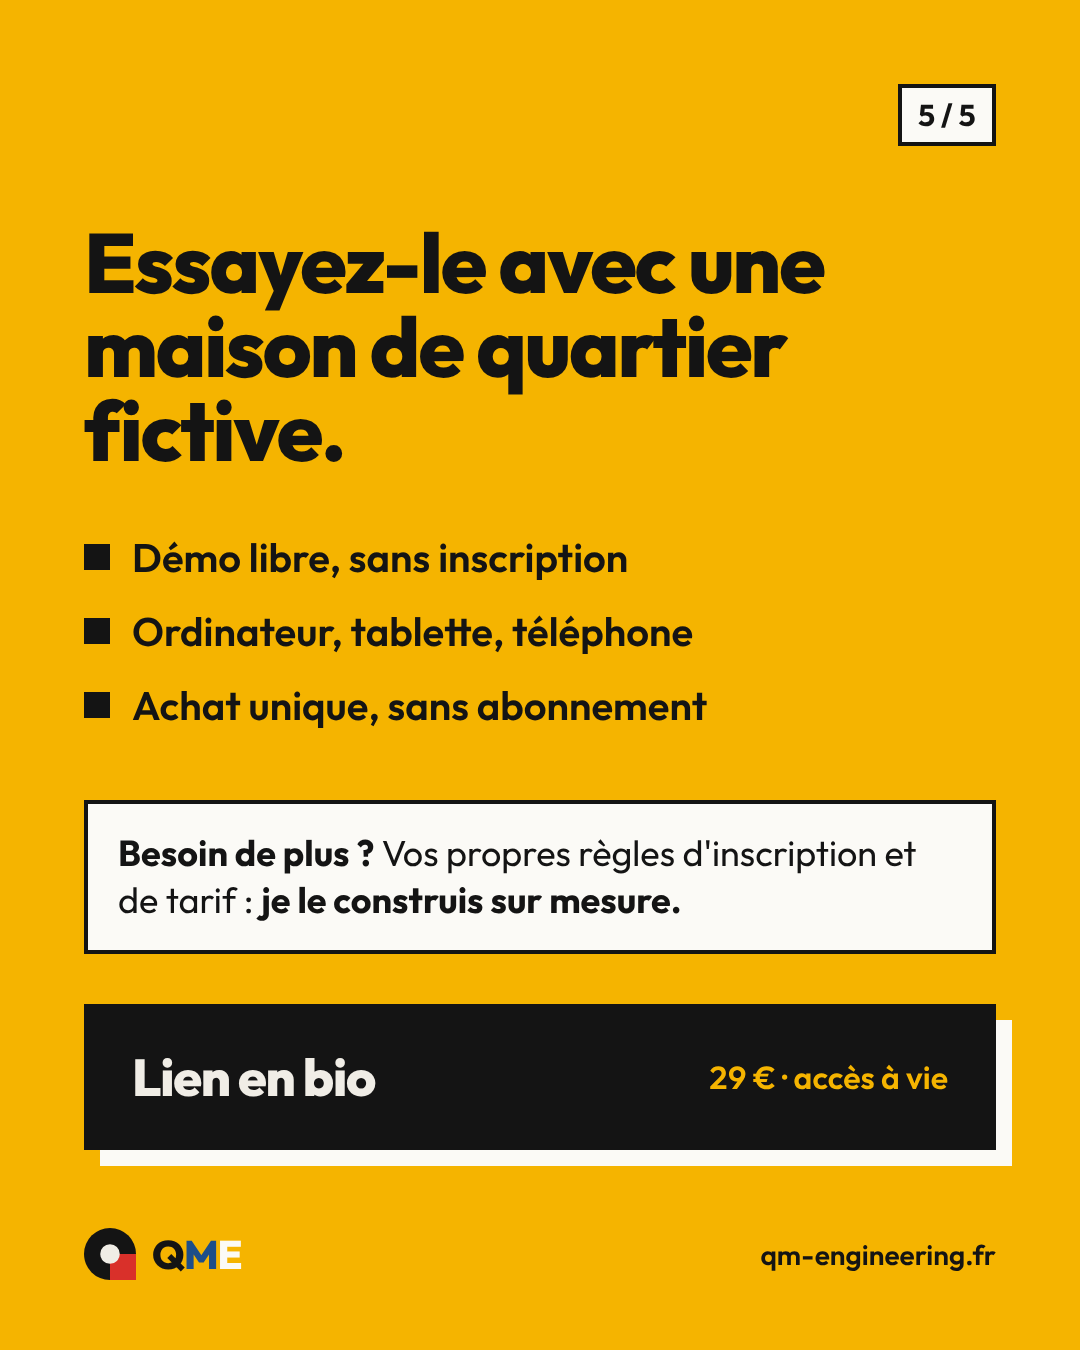 5 / 5
Essayez-le avec une
maison de quartier
fictive.
Démo libre, sans inscription
Ordinateur, tablette, téléphone
Achat unique, sans abonnement
Besoin de plus ? Vos propres règles d'inscription et
de tarif : je le construis sur mesure.
Lien en bio
29 € · accès à vie
QME
qm-engineering.fr